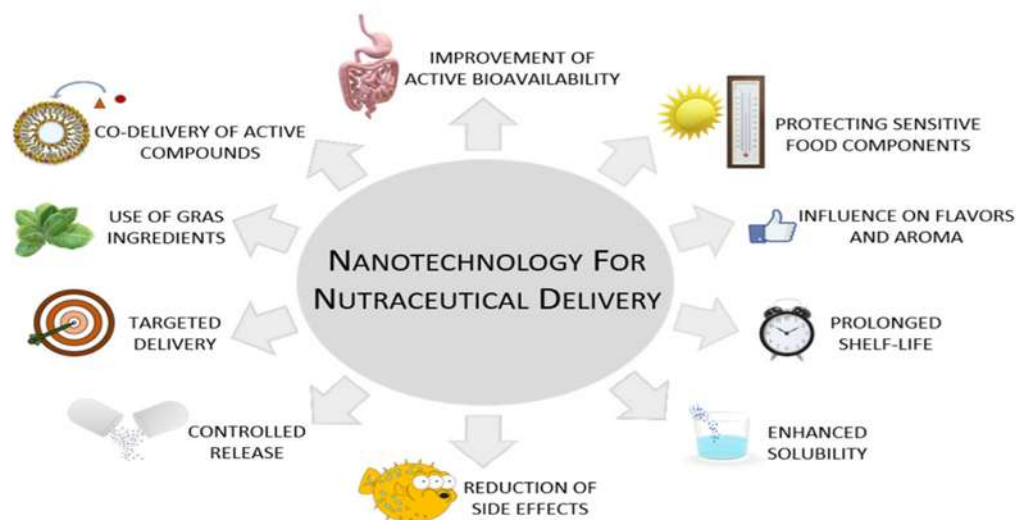 IMPROVEMENT OF
ACTIVE BIOAVAILABILITY
CO-DELIVERY OF ACTIVE
COMPOUNDS
PROTECTING SENSITIVE
FOOD COMPONENTS
USE OF GRAS
INGREDIENTS
INFLUENCE ON FLAVORS
AND AROMA
NANOTECHNOLOGY FOR
NUTRACEUTICAL DELIVERY
TARGETED
DELIVERY
PROLONGED
SHELF-LIFE
CONTROLLED
RELEASE
ENHANCED
SOLUBILITY
REDUCTION OF
SIDE EFFECTS